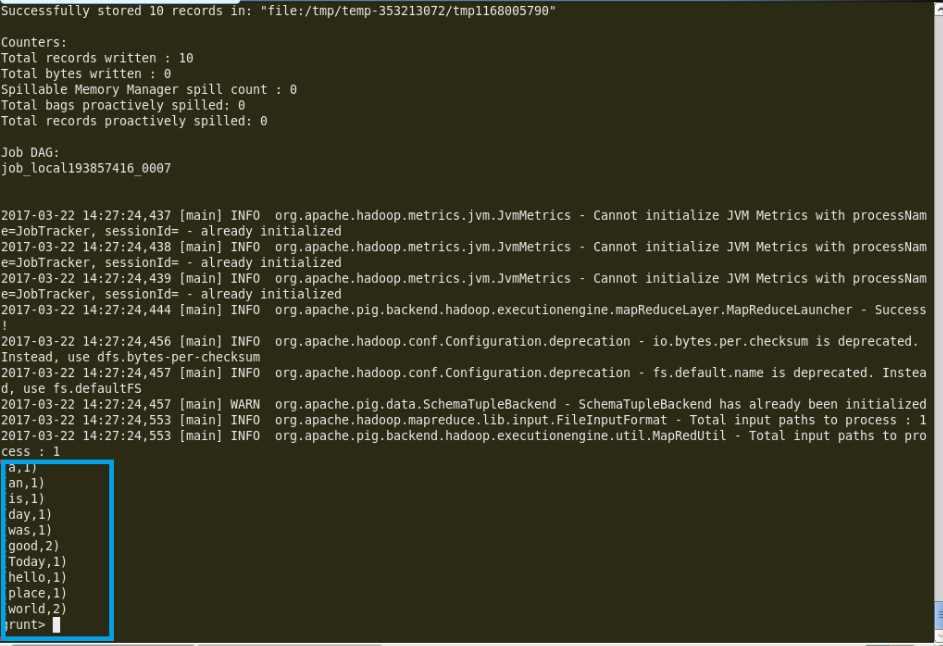 Successfully stored 10 records in: "file:/tmp/temp-353213072/tmp1168005790"
Counters:
Total records written : 10
Total bytes written : 0
Spillable Memory Manager spill count : 0
Total bags proactively spilled: 0
Total records proactively spilled: 0
Job DAG:
job_local193857416_0007
2017-03-22 14:27:24,437 [main] INFO  org.apache.hadoop.metrics.jvm.JvmMetrics - Cannot initialize JVM Metrics with processNam
e=JobTracker, sessionId= - already initialized
2017-03-22 14:27:24,438 [main] INFO  org.apache.hadoop.metrics.jvm.JvmMetrics - Cannot initialize JVM Metrics with processNam
e=JobTracker, sessionId= - already initialized
2017-03-22 14:27:24,439 [main] INFO  org.apache.hadoop.metrics.jvm.JvmMetrics - Cannot initialize JVM Metrics with processNam
e=JobTracker, sessionId= - already initialized
2017-03-22 14:27:24,444 [main] INFO  org.apache.pig.backend.hadoop.executionengine.mapReduceLayer.MapReduceLauncher - Success
!
2017-03-22 14:27:24,456 [main] INFO  org.apache.hadoop.conf.Configuration.deprecation - io.bytes.per.checksum is deprecated.
Instead, use dfs.bytes-per-checksum
2017-03-22 14:27:24,457 [main] INFO  org.apache.hadoop.conf.Configuration.deprecation - fs.default.name is deprecated. Instea
d, use fs.defaultFS
2017-03-22 14:27:24,457 [main] WARN  org.apache.pig.data.SchemaTupleBackend - SchemaTupleBackend has already been initialized
2017-03-22 14:27:24,553 [main] INFO  org.apache.hadoop.mapreduce.lib.input.FileInputFormat - Total input paths to process : 1
2017-03-22 14:27:24,553 [main] INFO  org.apache.pig.backend.hadoop.executionengine.util.MapRedUtil - Total input paths to pro
cess : 1
(a,1)
(an,1)
(is,1)
(day,1)
(was,1)
(good,2)
(Today,1)
(hello,1)
(place,1)
(world,2)
grunt>